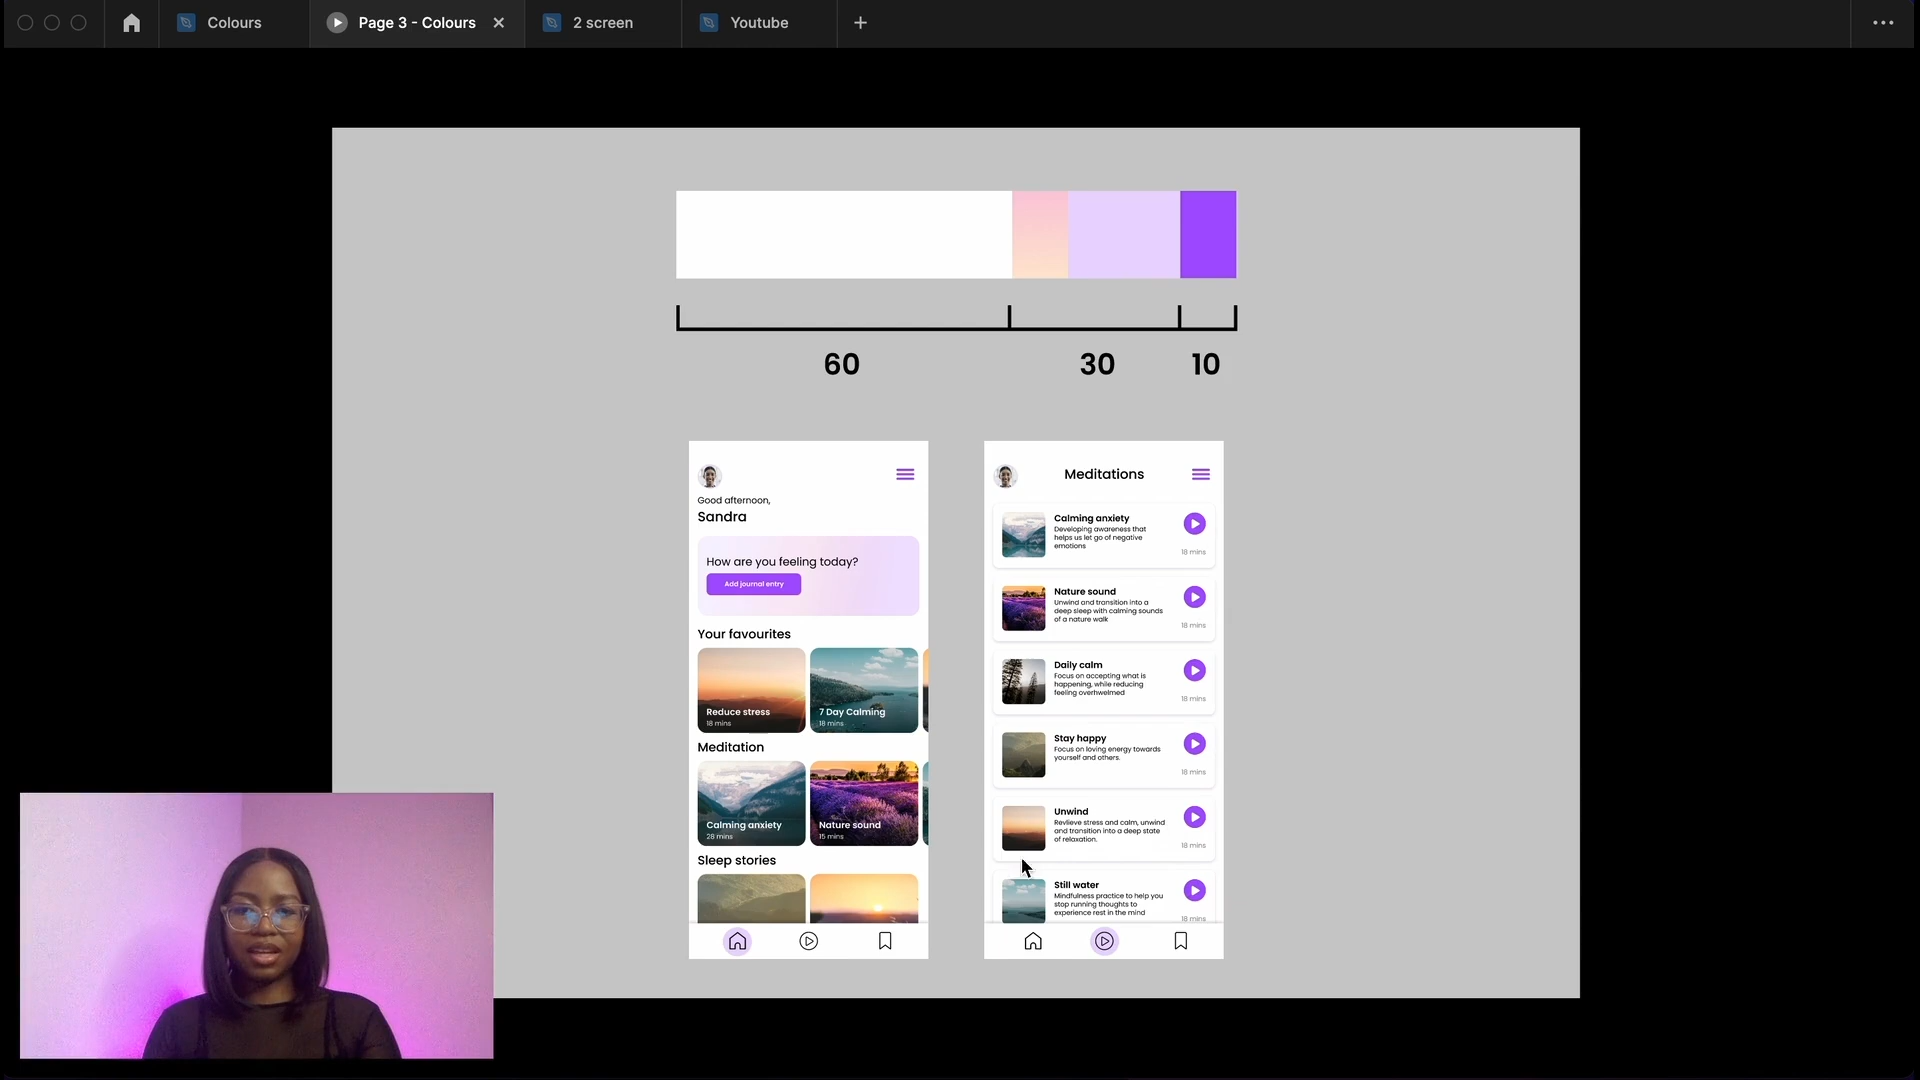 Colours
Page 3 - Colours
2 screen
Youtube
60
30
10
Good afternoon,
Sandra
How are you feeling today?
Add journal entry
Your favourites
Reduce stress
18 mins
7 Day Calming
18 mins
Meditation
Calming anxiety
28 mins
Nature sound
15 mins
Sleep stories
Meditations
Calming anxiety
Developing awareness that
helps us let go of negative
emotions
18 mins
Nature sound
Unwind and transition into a
deep sleep with calming sounds
of a nature walk
18 mins
Daily calm
Focus on accepting what is
happening, while reducing
feeling overhwelmed
18 mins
Stay happy
Focus on loving energy towards
yourself and others.
18 mins
Unwind
Revlieve stress and calm, unwind
and transition into a deep state
of relaxation.
18 mins
Still water
Mindfulness practice to help you
stop running thoughts to
experience rest in the mind
18 mins